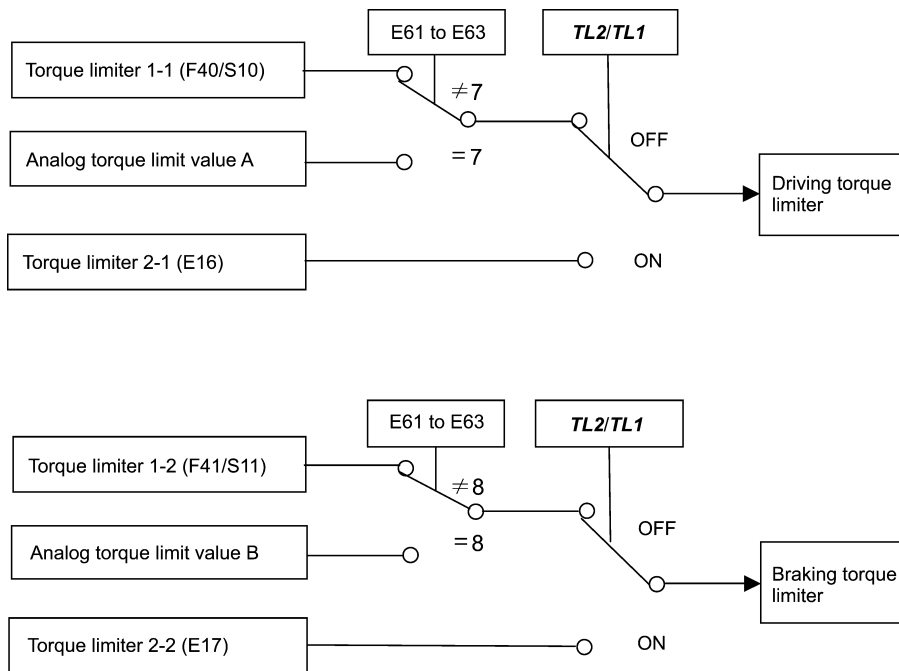 E61 to E63
TL2/TL1
Torque limiter 1-1 (F40/S10)
≠7
OFF
Analog torque limit value A
=7
Driving torque
limiter
Torque limiter 2-1 (E16)
ON
E61 to E63
TL2/TL1
Torque limiter 1-2 (F41/S11)
≠8
OFF
Analog torque limit value B
=8
Braking torque
limiter
Torque limiter 2-2 (E17)
ON